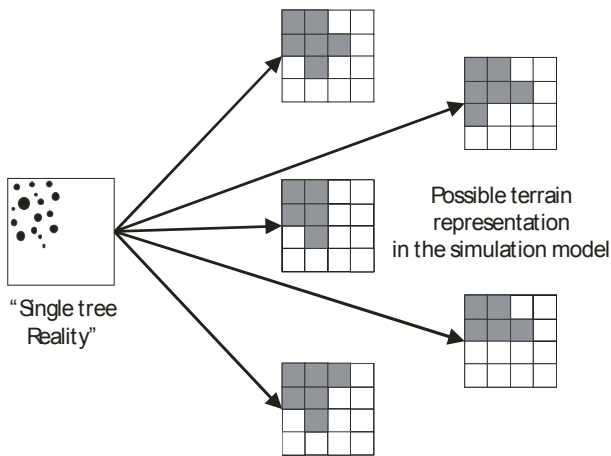 "Single tree
Reality"
Possible terrain
representation
in the simulation model